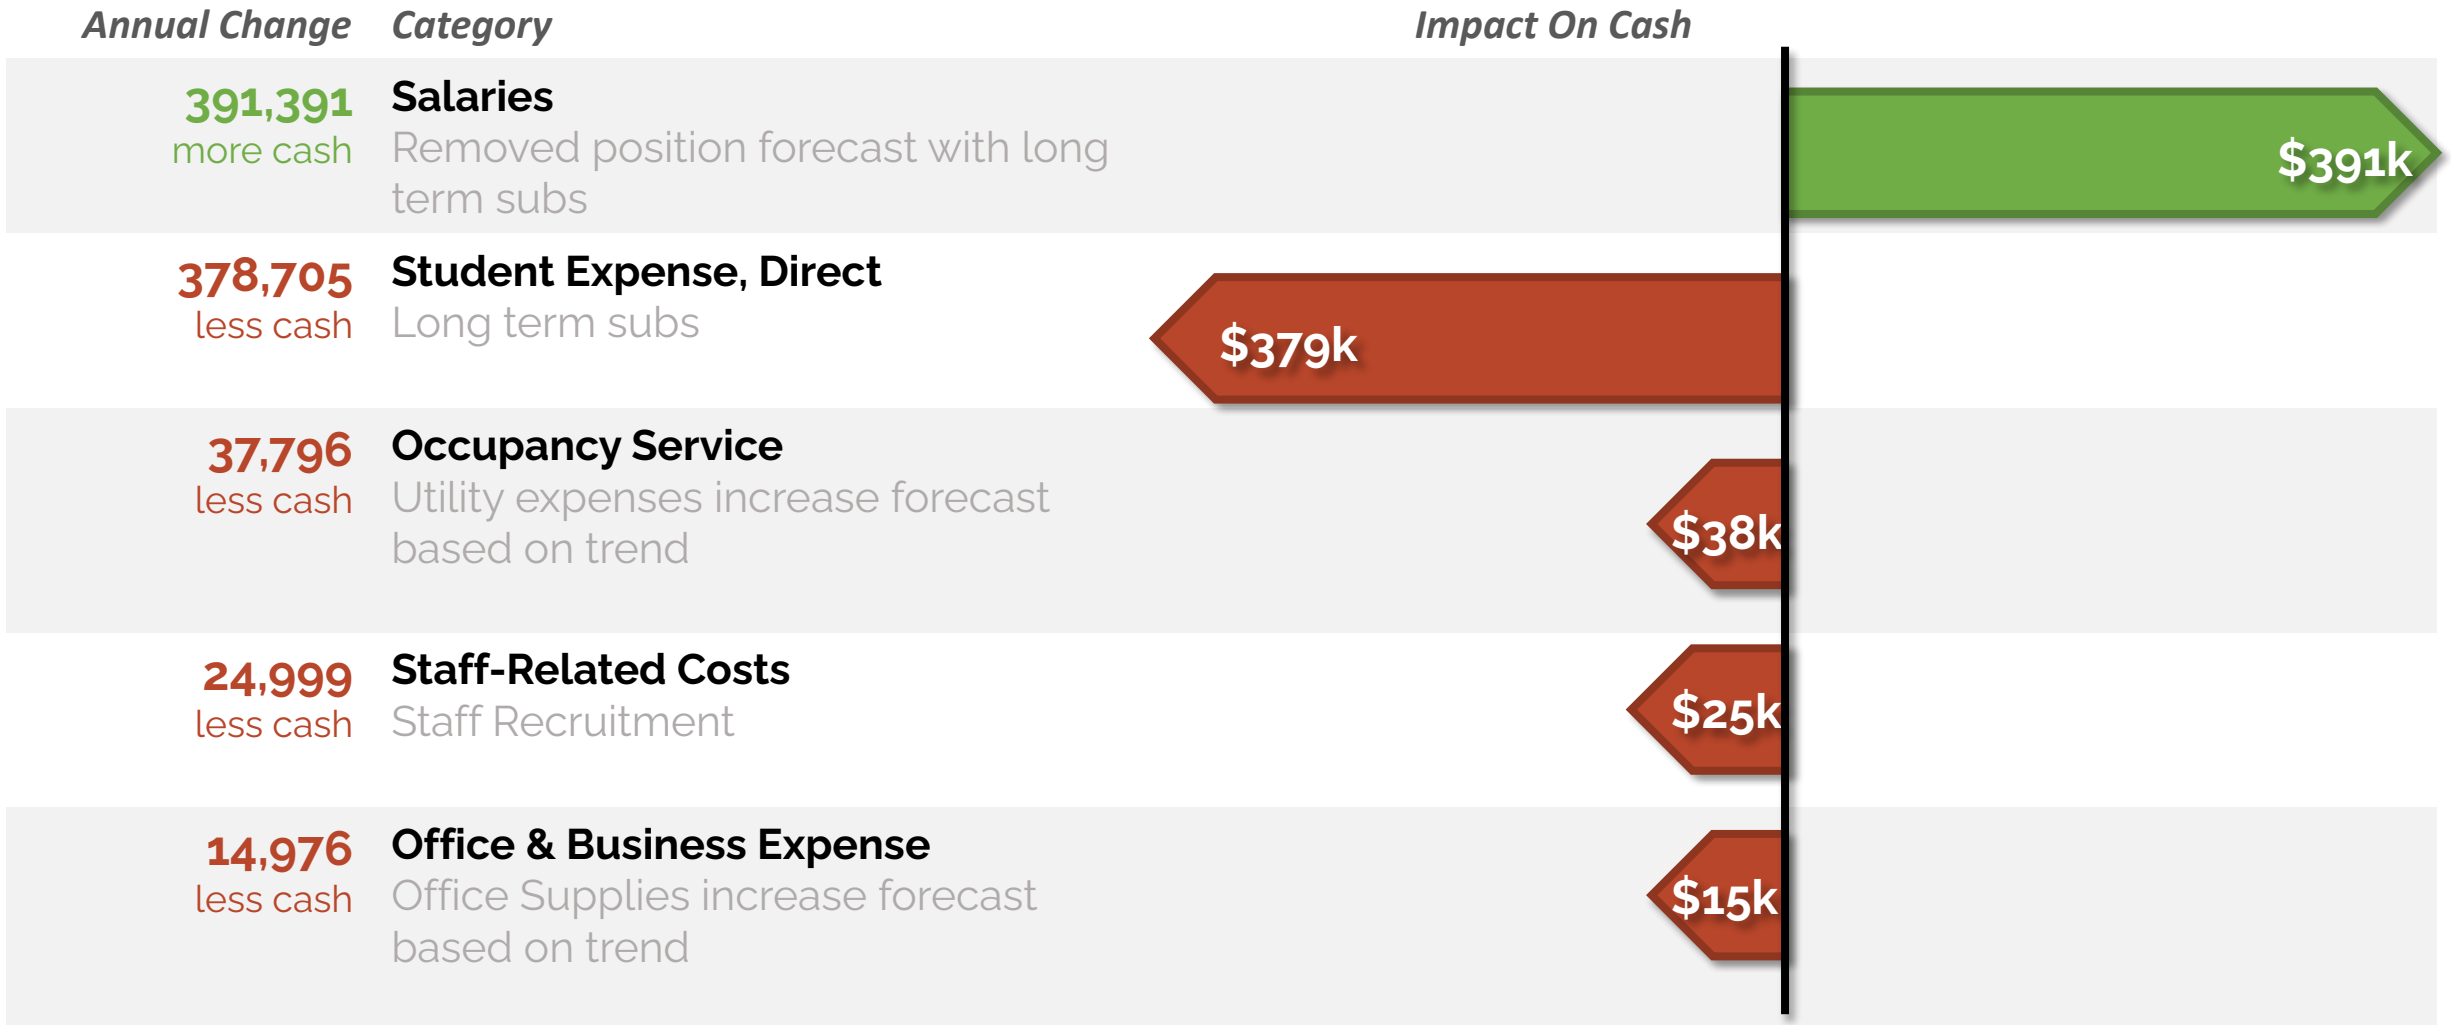 Annual Change Category Impact On Cash
391,391 Salaries
more cash Removed position forecast with long
term subs
$391k
378,705 Student Expense, Direct
less cash Long term subs
$379k
37,796 Occupancy Service
less cash Utility expenses increase forecast
based on trend
$38k
24,999 Staff-Related Costs
less cash Staff Recruitment
$25k
14,976 Office & Business Expense
less cash Office Supplies increase forecast
based on trend
$15k